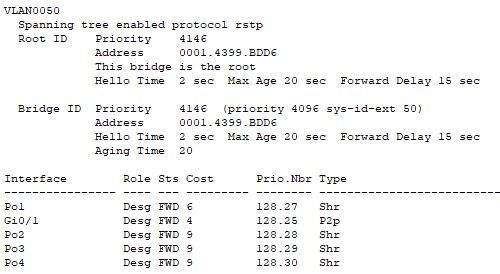 VLAN0050
  Spanning tree enabled protocol rstp
  Root ID    Priority    4146
             Address     0001.4399.BDD6
             This bridge is the root
             Hello Time  2 sec  Max Age 20 sec  Forward Delay 15 sec

  Bridge ID  Priority    4146  (priority 4096 sys-id-ext 50)
             Address     0001.4399.BDD6
             Hello Time  2 sec  Max Age 20 sec  Forward Delay 15 sec
             Aging Time  20

Interface        Role Sts Cost      Prio.Nbr Type
---------------- ---- --- --------- -------- --------------------------------
Po1              Desg FWD 6         128.27   Shr
Gi0/1            Desg FWD 4         128.25   P2p
Po2              Desg FWD 9         128.28   Shr
Po3              Desg FWD 9         128.29   Shr
Po4              Desg FWD 9         128.30   Shr